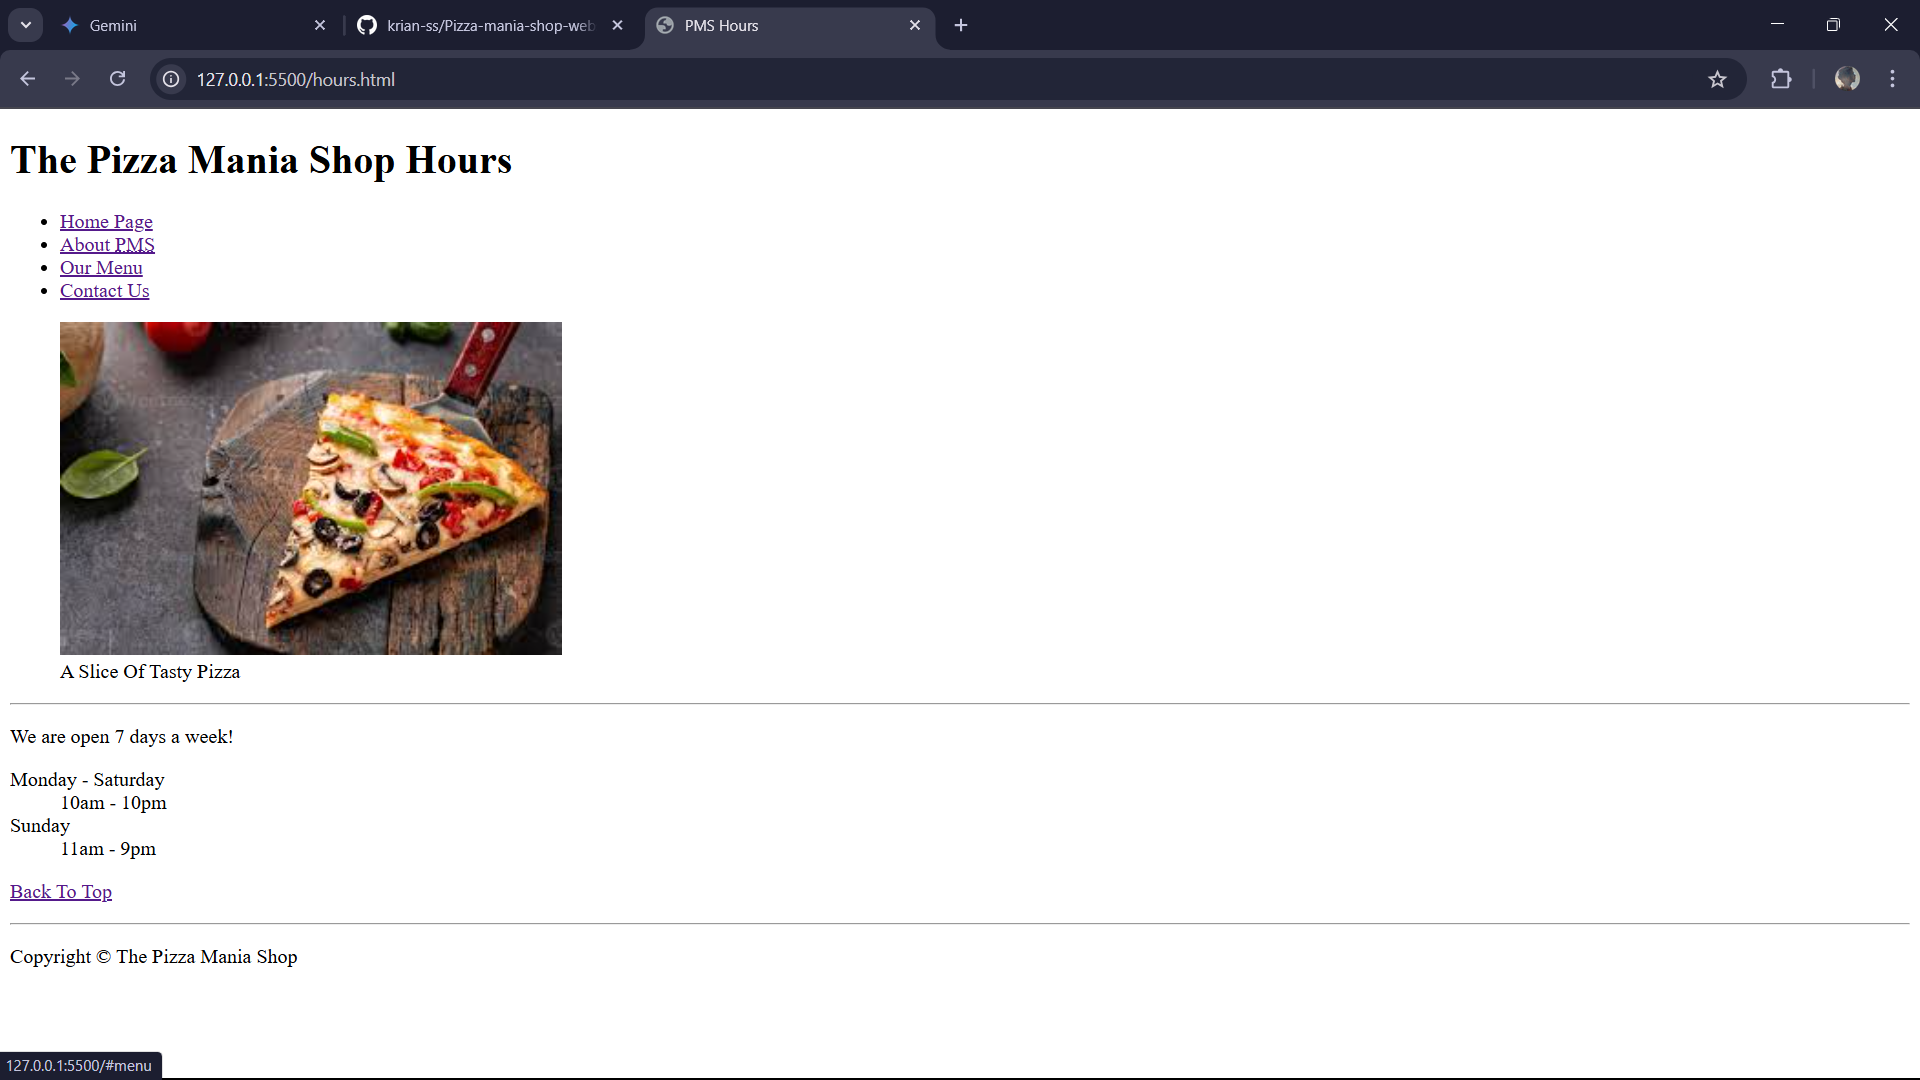 Gemini
krian-ss/Pizza-mania-shop-web
PMS Hours
127.0.0.1:5500/hours.html
The Pizza Mania Shop Hours
Home Page
About PMS
Our Menu
Contact Us
A Slice Of Tasty Pizza
We are open 7 days a week!
Monday - Saturday
10am - 10pm
Sunday
11am - 9pm
Back To Top
Copyright © The Pizza Mania Shop
127.0.0.1:5500/#menu